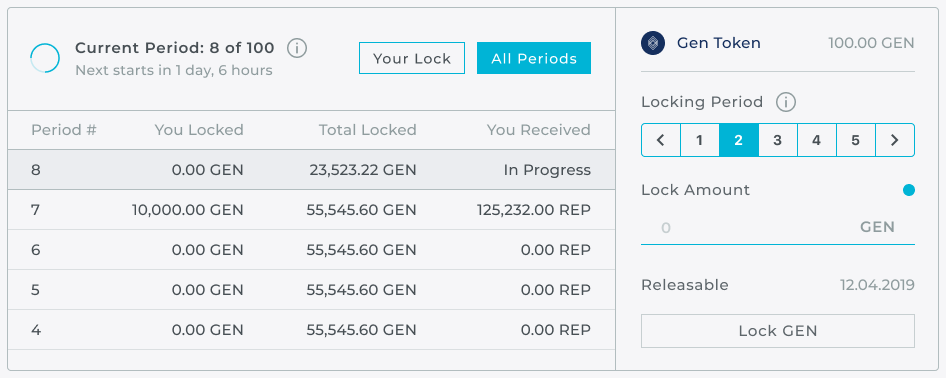 Current Period: 8 of 100
Next starts in 1 day, 6 hours
Your Lock
All Periods
Period # You Locked Total Locked You Received
8 0.00 GEN 23,523.22 GEN In Progress
7 10,000.00 GEN 55,545.60 GEN 125,232.00 REP
6 0.00 GEN 55,545.60 GEN 0.00 REP
5 0.00 GEN 55,545.60 GEN 0.00 REP
4 0.00 GEN 55,545.60 GEN 0.00 REP
Gen Token 100.00 GEN
Locking Period
1 2 3 4 5
Lock Amount
0 GEN
Releasable 12.04.2019
Lock GEN